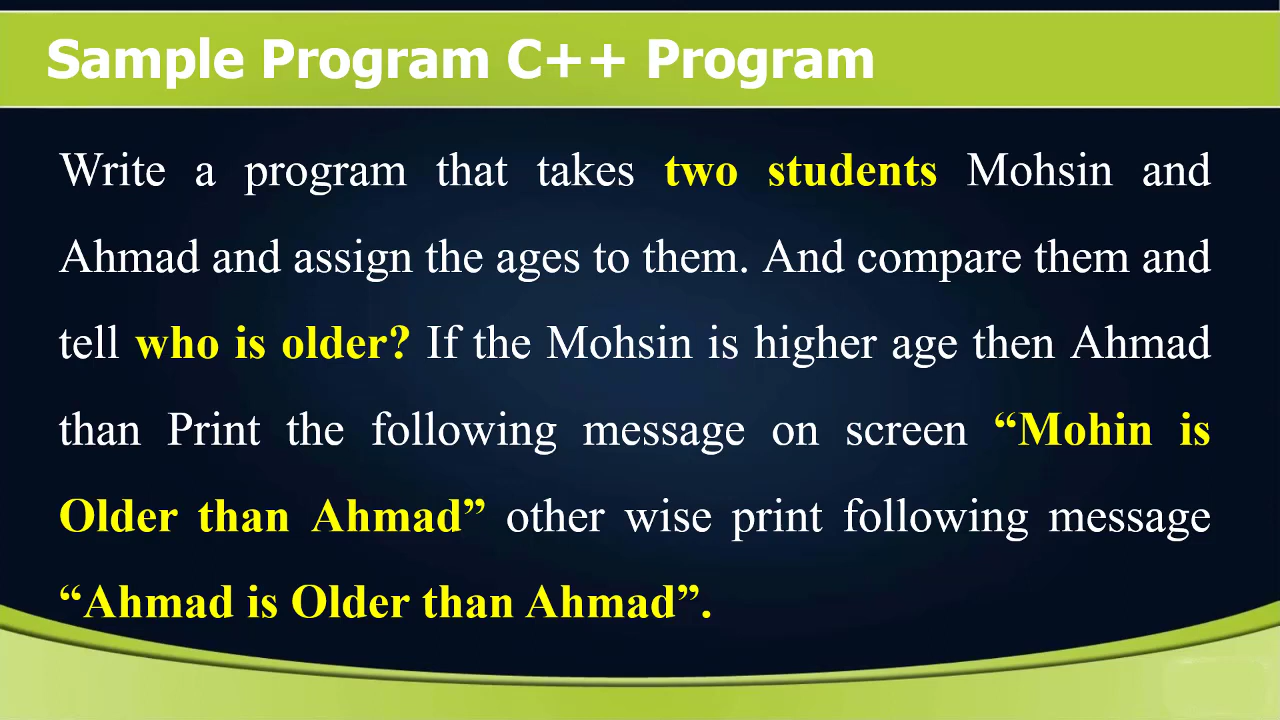 Sample Program C++ Program
Write a program that takes two students Mohsin and
Ahmad and assign the ages to them. And compare them and
tell who is older? If the Mohsin is higher age then Ahmad
than Print the following message on screen “Mohin is
Older than Ahmad” other wise print following message
“Ahmad is Older than Ahmad”.